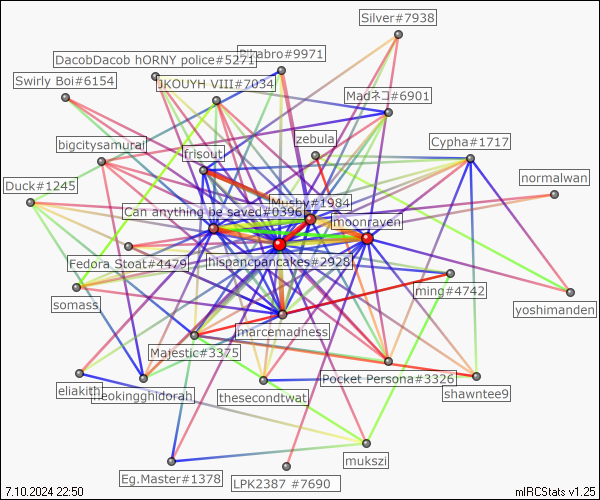 Silver#7938
DacobDacob hORNY police#5271
#9971
Swirly Boi#6154
JKOUYH VIII#7034
Madネコ#6901
zebula
Cypha#1717
bigcitysamurai
frisout
normalwan
Duck#1245
Mushy#1984
Can anything be saved#0396
moonraven
Fedora Stoat#4479
hispancpancakes#2928
ming#4742
somass
yoshimanden
marcemadness
Majestic#3375
Pocket Persona#3326
eliakith
theokingghidorah
thesecondtwat
shawntee9
mukszi
Eg.Master#1378
LPK2387 #7690
7.10.2024 22:50
mIRCStats v1.25